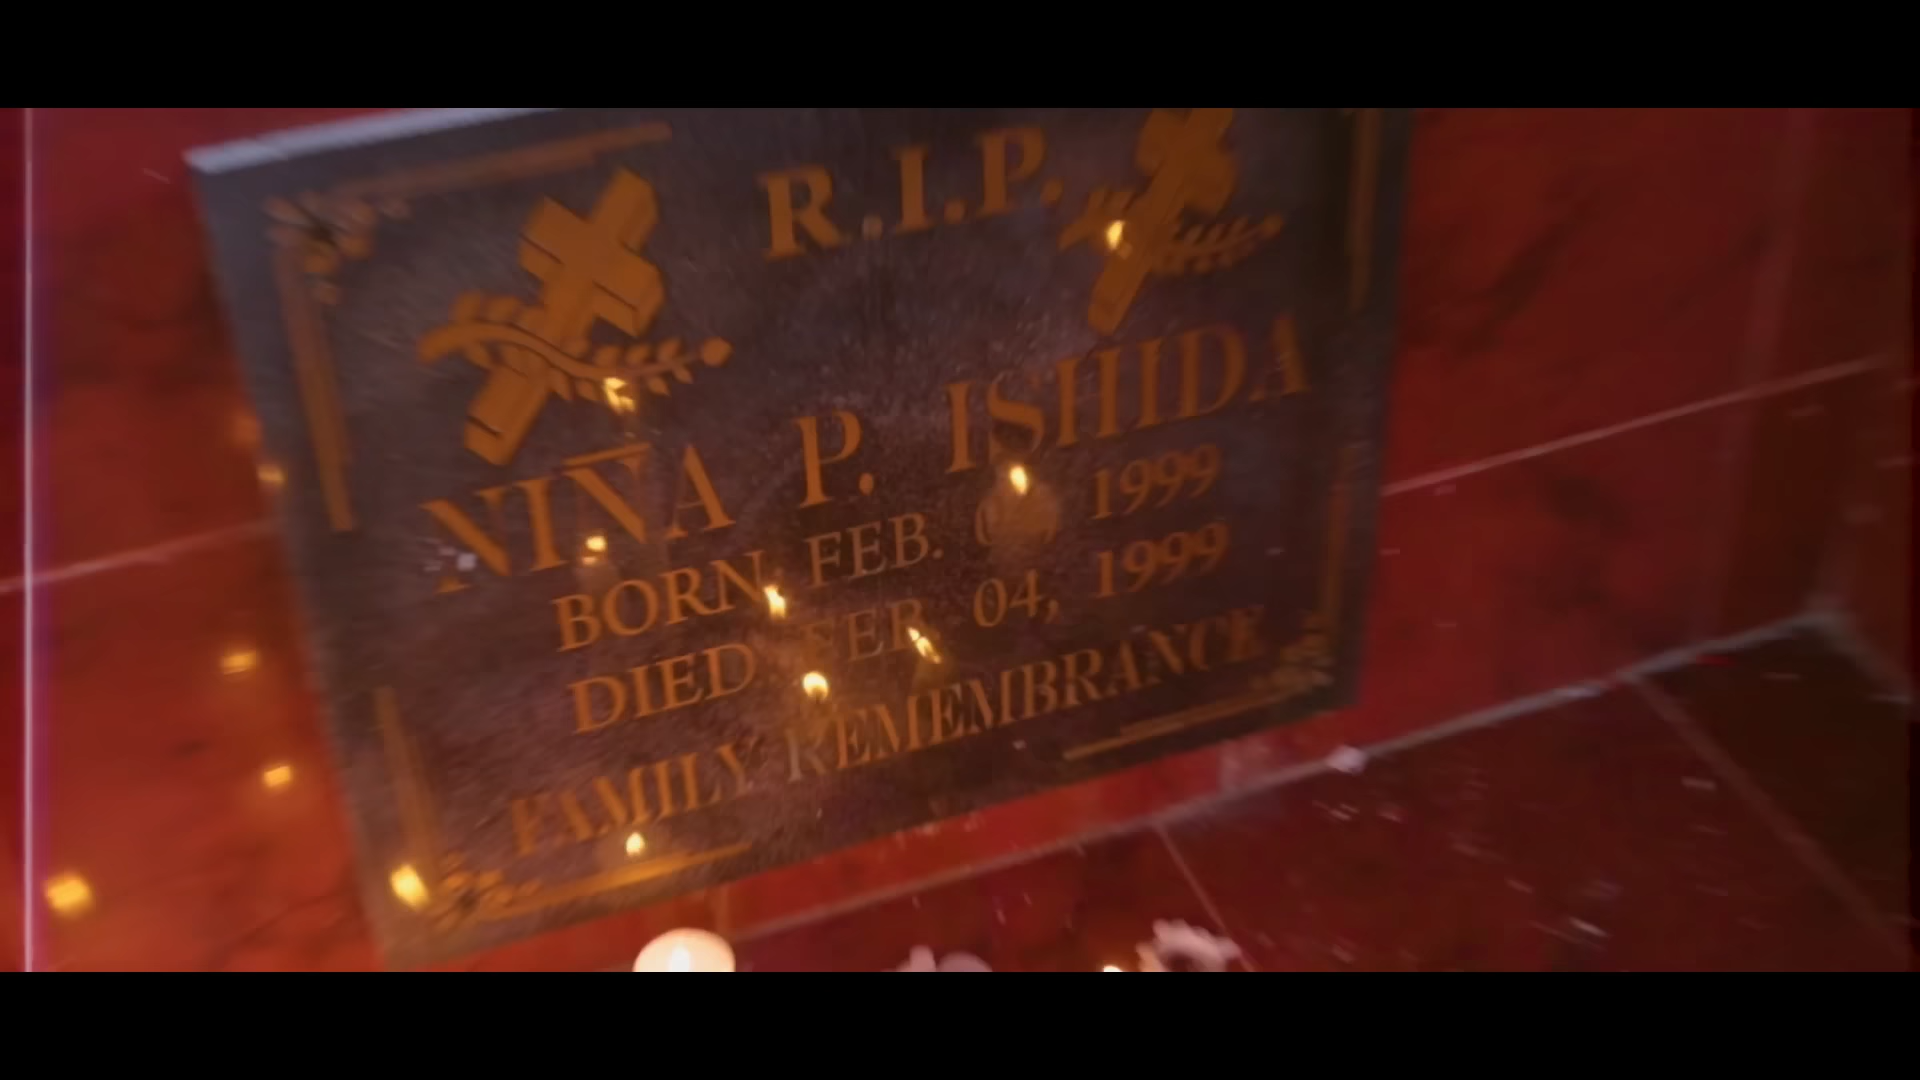 R.I.P.
NIÑA P. ISHIDA
BORN FEB. 1999
DIED FEB. 04, 1999
FAMILY REMEMBRANCE